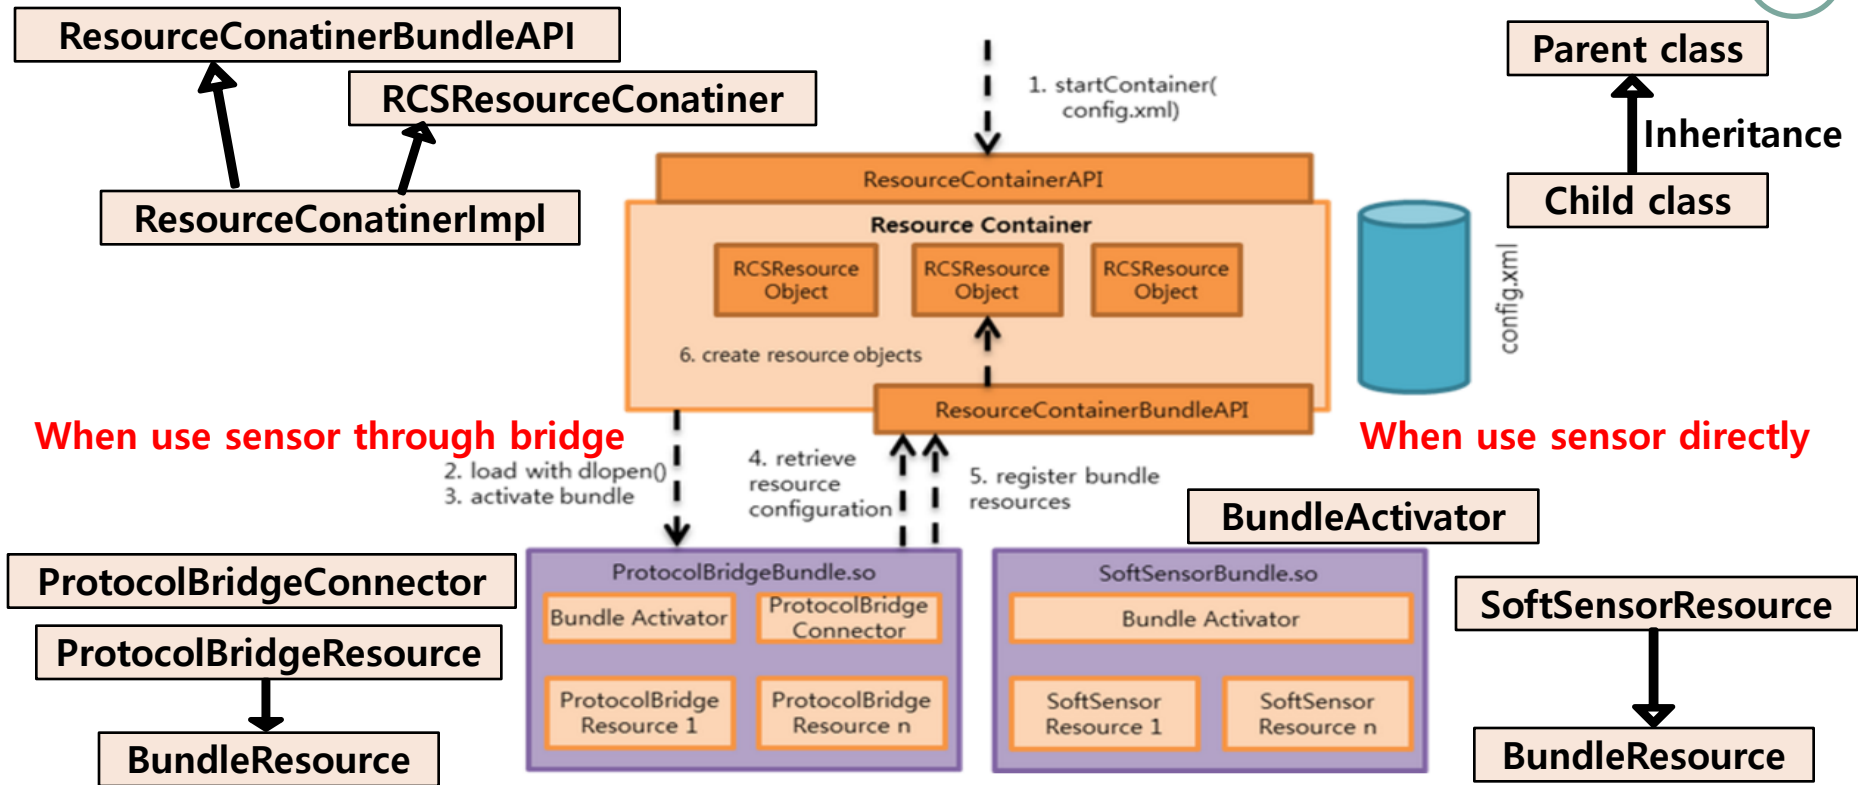 ResourceConatinerBundleAPI
RCSResourceConatiner
ResourceConatinerImpl
1. startContainer(
config.xml)
Parent class
Inheritance
Child class
ResourceContainerAPI
Resource Container
RCSResource
Object
RCSResource
Object
RCSResource
Object
6. create resource objects
ResourceContainerBundleAPI
config.xml
When use sensor through bridge
When use sensor directly
2. load with dlopen()
3. activate bundle
4. retrieve
resource
configuration
5. register bundle
resources
BundleActivator
ProtocolBridgeConnector
ProtocolBridgeResource
BundleResource
ProtocolBridgeBundle.so
Bundle Activator
ProtocolBridge
Connector
ProtocolBridge
Resource 1
ProtocolBridge
Resource n
SoftSensorBundle.so
Bundle Activator
SoftSensor
Resource 1
SoftSensor
Resource n
SoftSensorResource
BundleResource